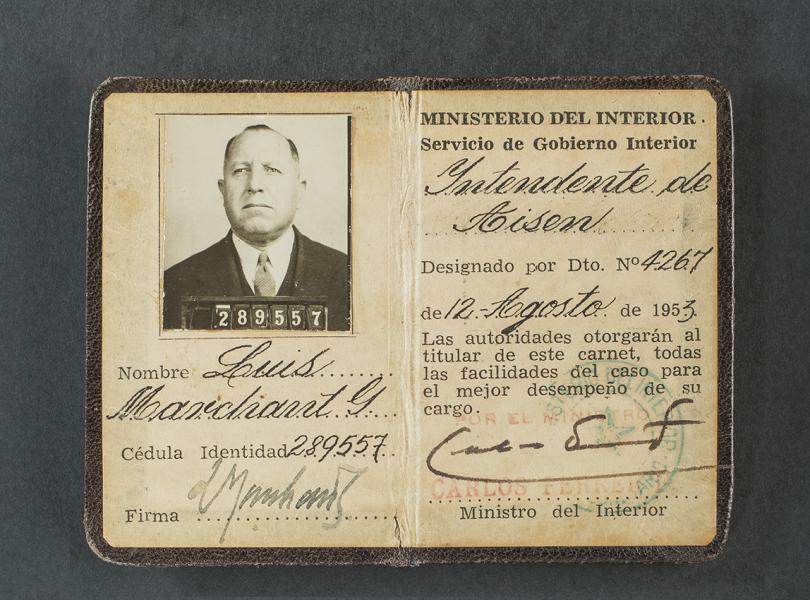 289557
Nombre Luis
Marchant G.
Cédula Identidad 289557
Firma
MINISTERIO DEL INTERIOR.
Servicio de Gobierno Interior
Intendente de
Aisen
Designado por Dto. Nº 4267
de 12 Agosto de 1953.
Las autoridades otorgarán al
titular de este carnet, todas
las facilidades del caso para
el mejor desempeño de su
cargo.
POR EL MINISTRO
CARLOS
Ministro del Interior